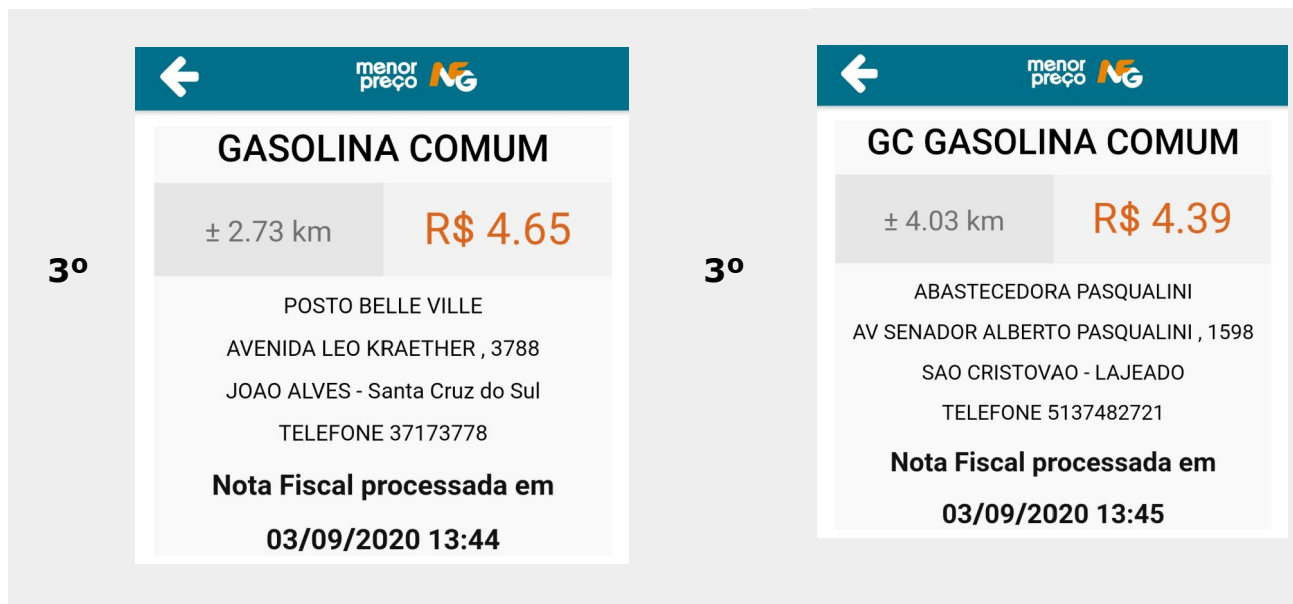 3º
menor
preço NFG
GASOLINA COMUM
± 2.73 km
R$ 4.65
POSTO BELLE VILLE
AVENIDA LEO KRAETHER , 3788
JOAO ALVES - Santa Cruz do Sul
TELEFONE 37173778
Nota Fiscal processada em
03/09/2020 13:44
3º
menor
preço NFG
GC GASOLINA COMUM
± 4.03 km
R$ 4.39
ABASTECEDORA PASQUALINI
AV SENADOR ALBERTO PASQUALINI , 1598
SAO CRISTOVAO - LAJEADO
TELEFONE 5137482721
Nota Fiscal processada em
03/09/2020 13:45